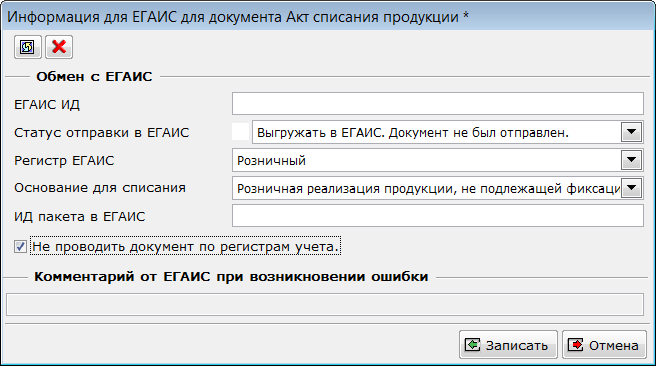 Информация для ЕГАИС для документа Акт списания продукции *
Обмен с ЕГАИС
ЕГАИС ИД
Статус отправки в ЕГАИС Выгружать в ЕГАИС. Документ не был отправлен.
Регистр ЕГАИС Розничный
Основание для списания Розничная реализация продукции, не подлежащей фиксаци
ИД пакета в ЕГАИС
Не проводить документ по регистрам учета.
Комментарий от ЕГАИС при возникновении ошибки
Записать Отмена